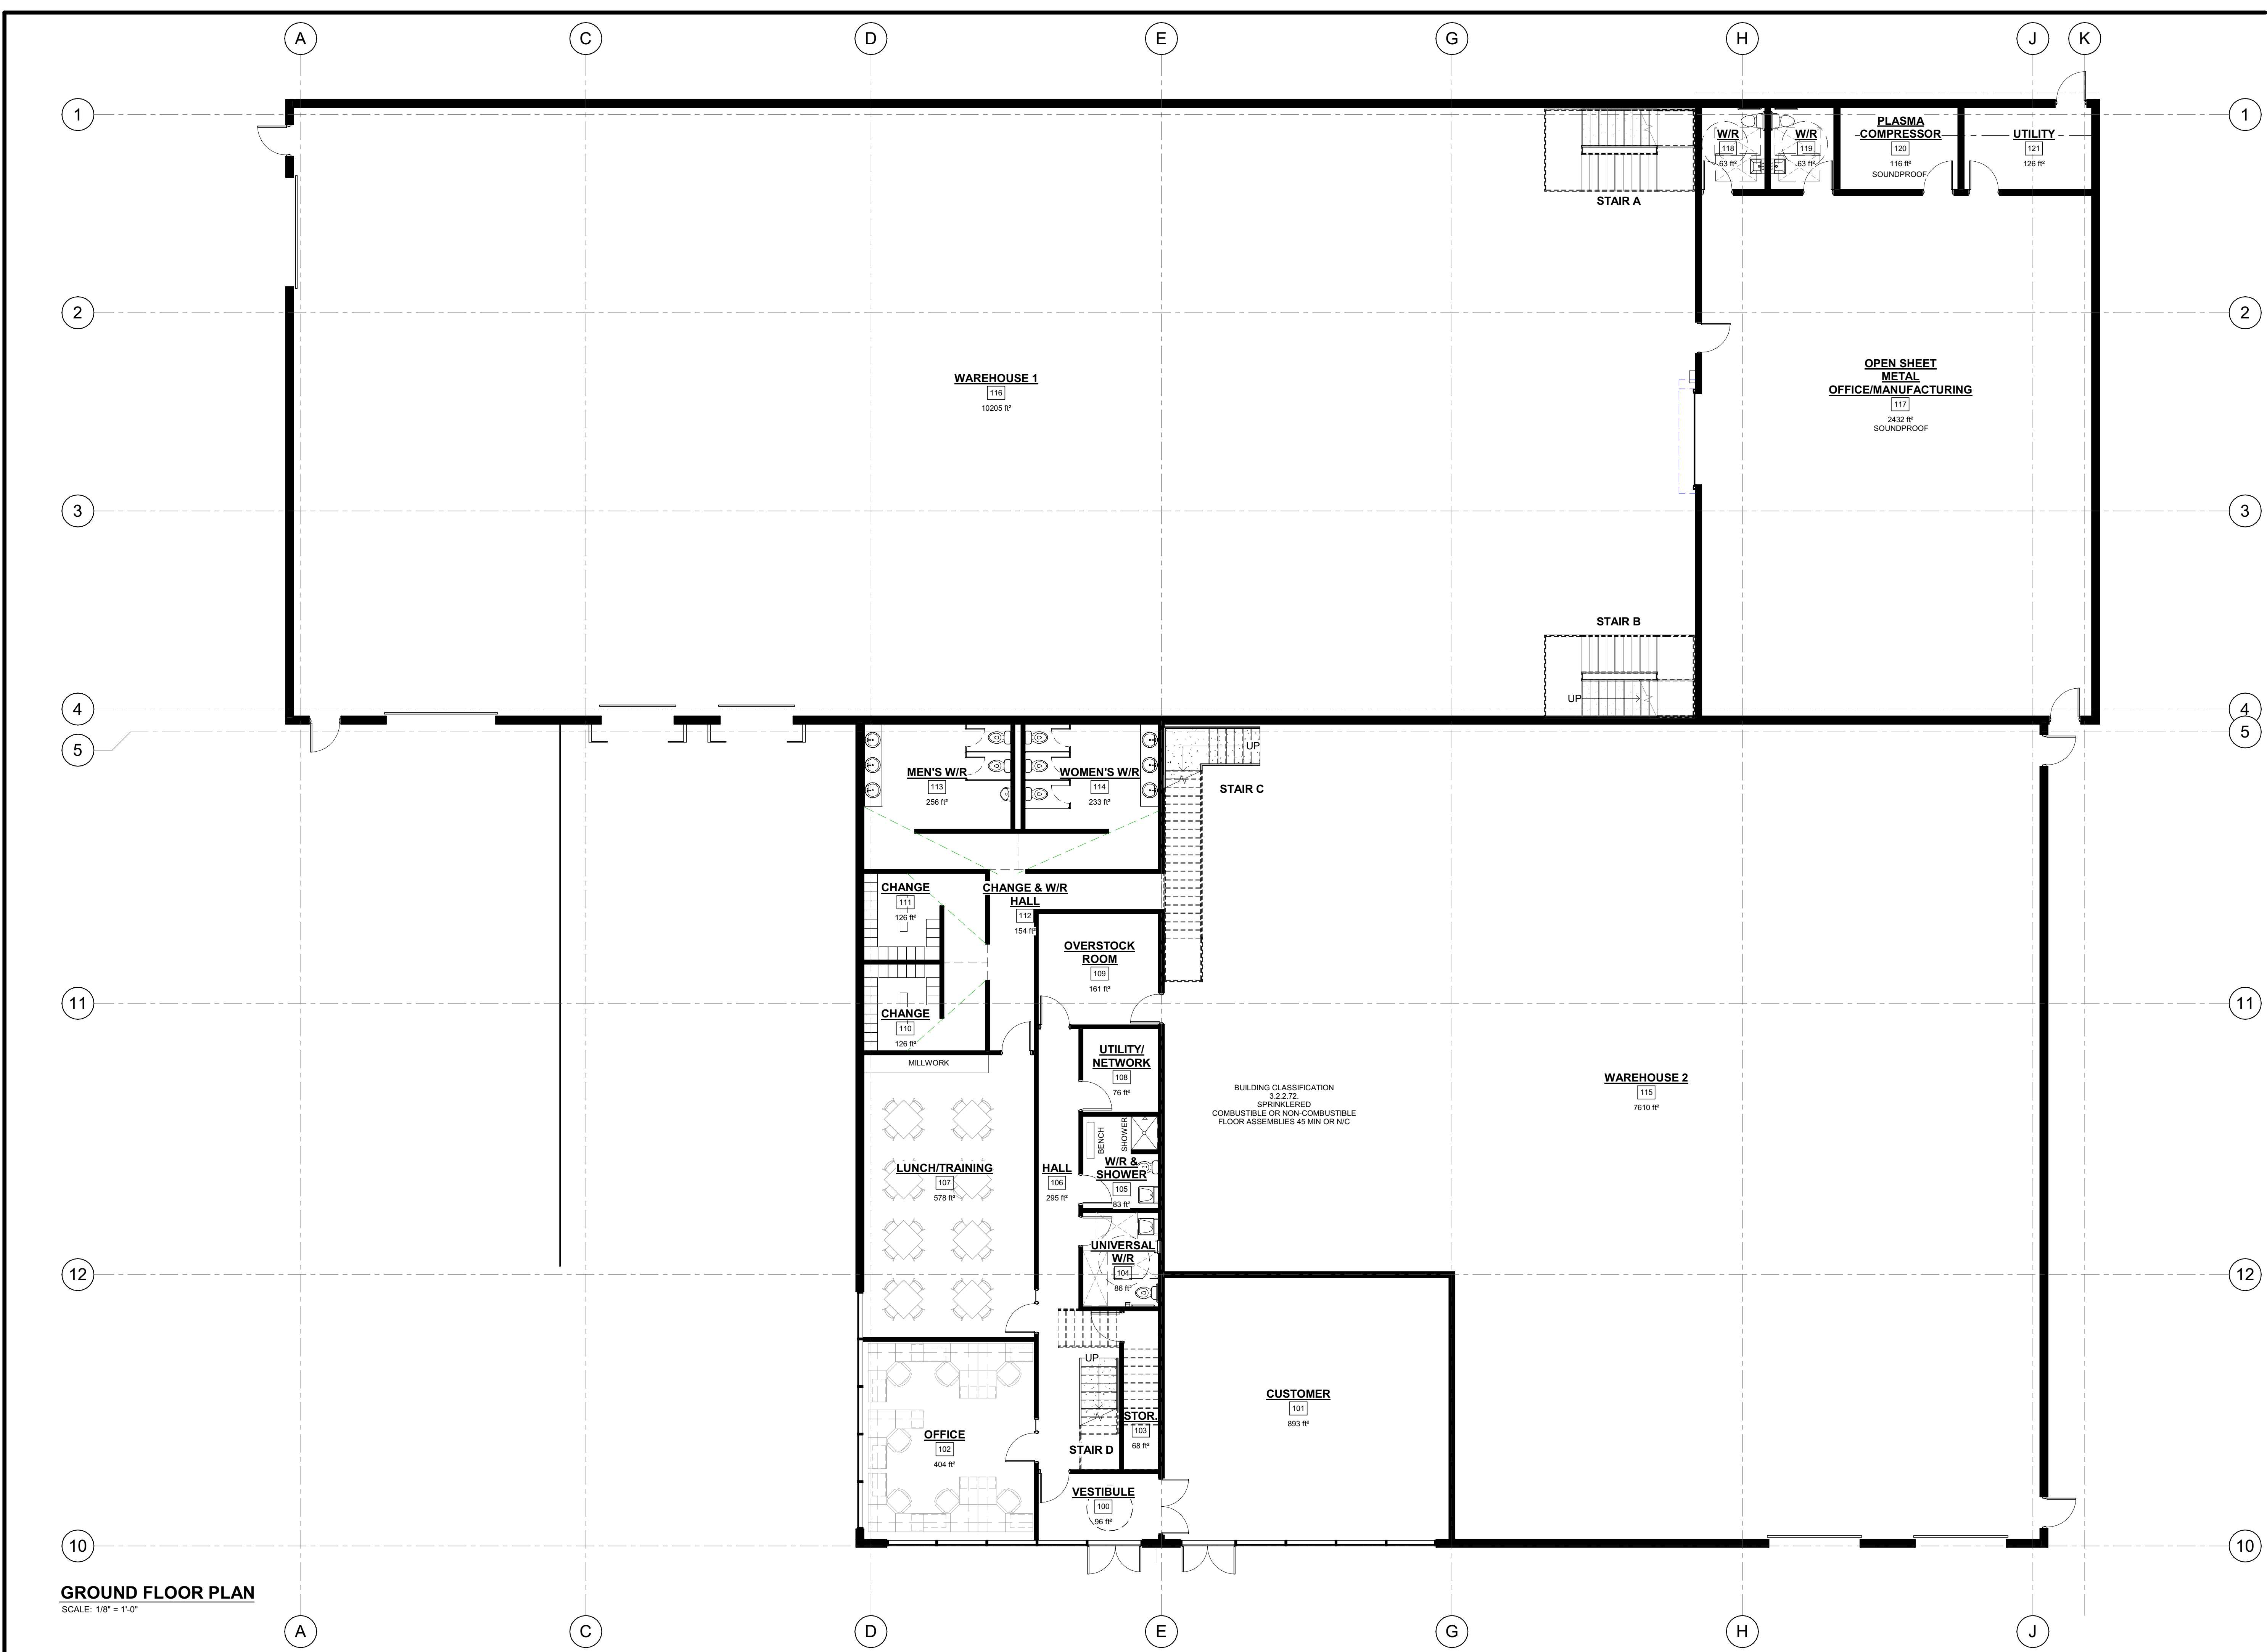 A C D E G H J K
1 1
PLASMA
COMPRESSOR
120
116 ft²
SOUNDPROOF
W/R
118
63 ft²
W/R
119
63 ft²
UTILITY
121
126 ft²
STAIR A
2 2
WAREHOUSE 1
116
10205 ft²
OPEN SHEET
METAL
OFFICE/MANUFACTURING
117
2432 ft²
SOUNDPROOF
3 3
STAIR B
UP
4 4
5 5
MEN'S W/R
113
256 ft²
WOMEN'S W/R
114
233 ft²
UP
STAIR C
CHANGE
111
126 ft²
CHANGE & W/R
HALL
112
154 ft²
OVERSTOCK
ROOM
109
161 ft²
11 11
CHANGE
110
126 ft²
MILLWORK
UTILITY/
NETWORK
108
76 ft²
BUILDING CLASSIFICATION
3.2.2.72.
SPRINKLERED
COMBUSTIBLE OR NON-COMBUSTIBLE
FLOOR ASSEMBLIES 45 MIN OR N/C
WAREHOUSE 2
115
7610 ft²
BENCH
SHOWER
LUNCH/TRAINING
107
578 ft²
HALL
106
295 ft²
W/R &
SHOWER
105
83 ft²
UNIVERSAL
W/R
104
86 ft²
12 12
UP
CUSTOMER
101
893 ft²
OFFICE
102
404 ft²
STOR.
103
68 ft²
STAIR D
VESTIBULE
100
96 ft²
10 10
GROUND FLOOR PLAN
SCALE: 1/8" = 1'-0"
A C D E G H J